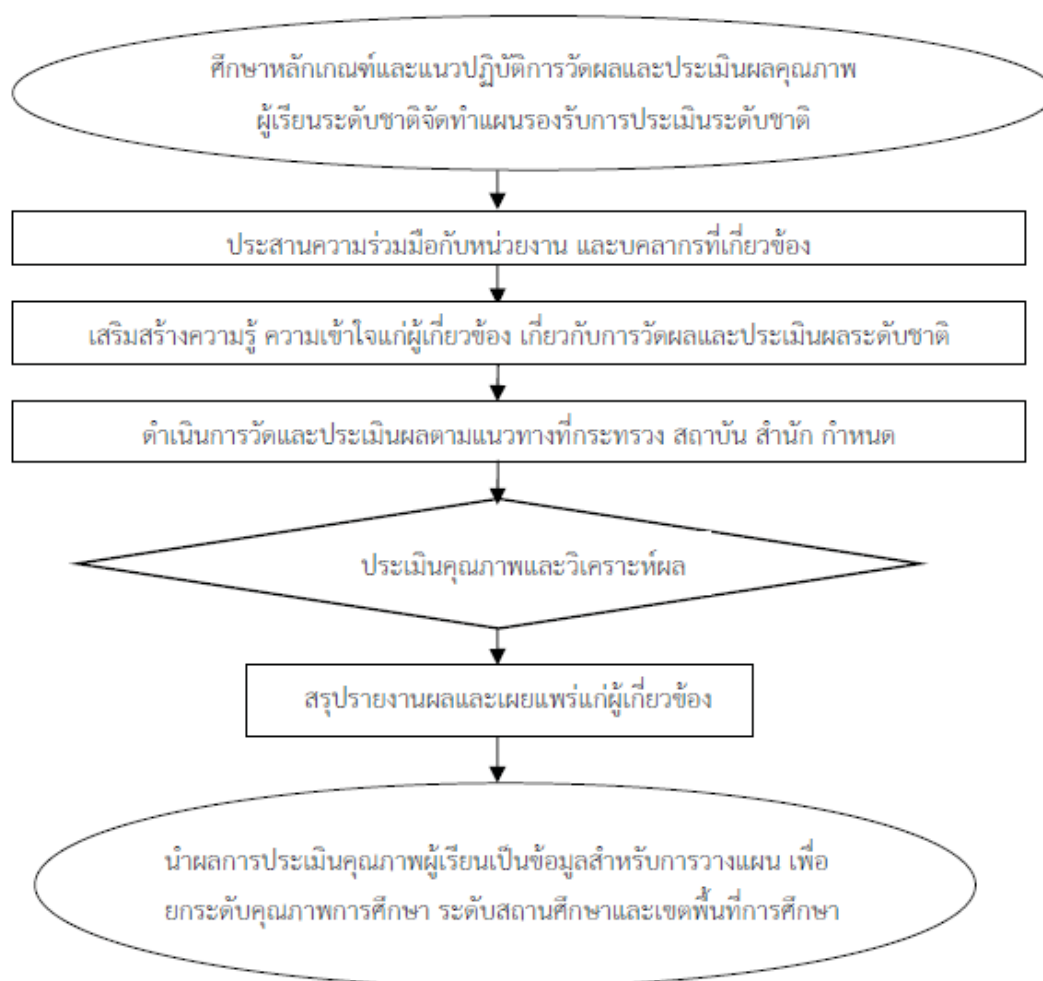 ศึกษาหลักเกณฑ์และแนวปฏิบัติการวัดผลและประเมินผลคุณภาพ
ผู้เรียนระดับชาติจัดทำแผนรองรับการประเมินระดับชาติ
ประสานความร่วมมือกับหน่วยงาน และบคลากรที่เกี่ยวข้อง
เสริมสร้างความรู้ ความเข้าใจแก่ผู้เกี่ยวข้อง เกี่ยวกับการวัดผลและประเมินผลระดับชาติ
ดำเนินการวัดและประเมินผลตามแนวทางที่กระทรวง สถาบัน สำนัก กำหนด
ประเมินคุณภาพและวิเคราะห์ผล
สรุปรายงานผลและเผยแพร่แก่ผู้เกี่ยวข้อง
นำผลการประเมินคุณภาพผู้เรียนเป็นข้อมูลสำหรับการวางแผน เพื่อ
ยกระดับคุณภาพการศึกษา ระดับสถานศึกษาและเขตพื้นที่การศึกษา